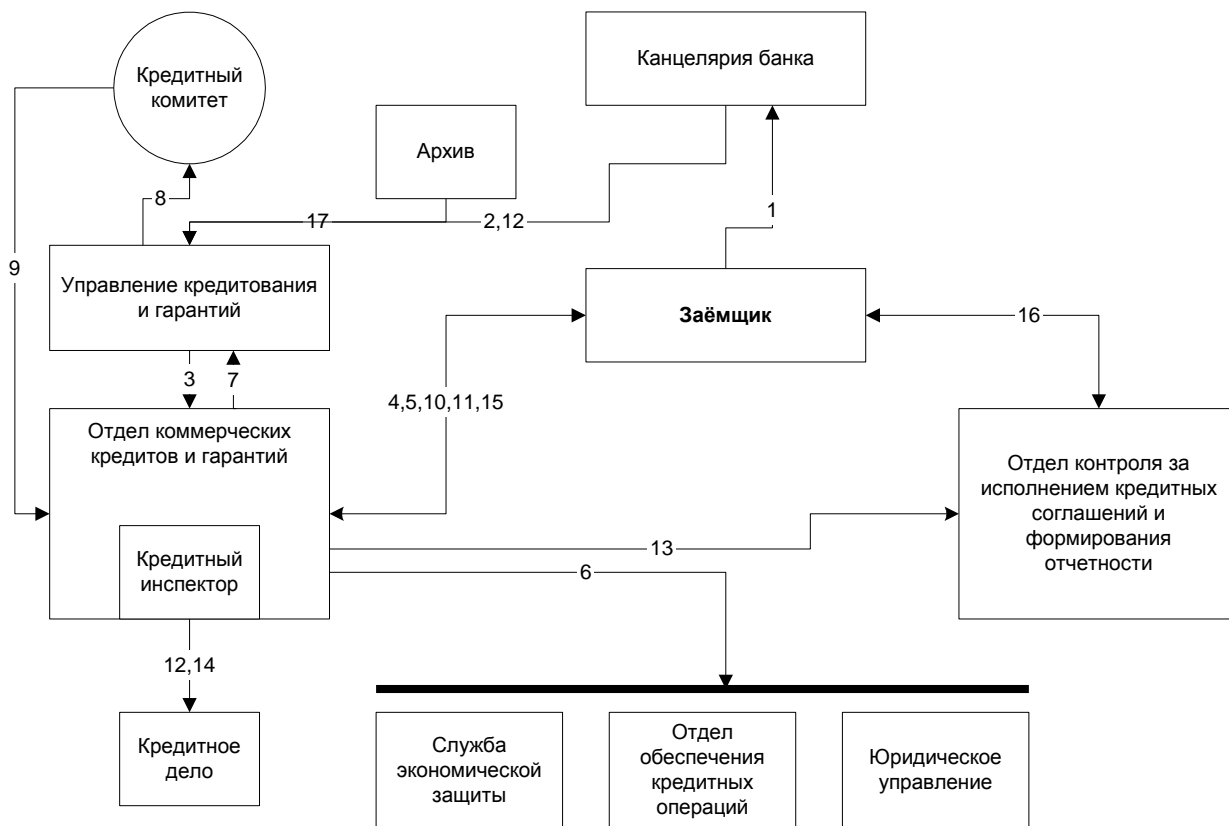 Кредитный
комитет
Канцелярия банка
Архив
8
17
2,12
1
9
Управление кредитования
и гарантий
Заёмщик
16
3
7
4,5,10,11,15
Отдел коммерческих
кредитов и гарантий
Отдел контроля за
исполнением кредитных
соглашений и
формирования
отчетности
Кредитный
инспектор
13
6
12,14
Кредитное
дело
Служба
экономической
защиты
Отдел
обеспечения
кредитных
операций
Юридическое
управление